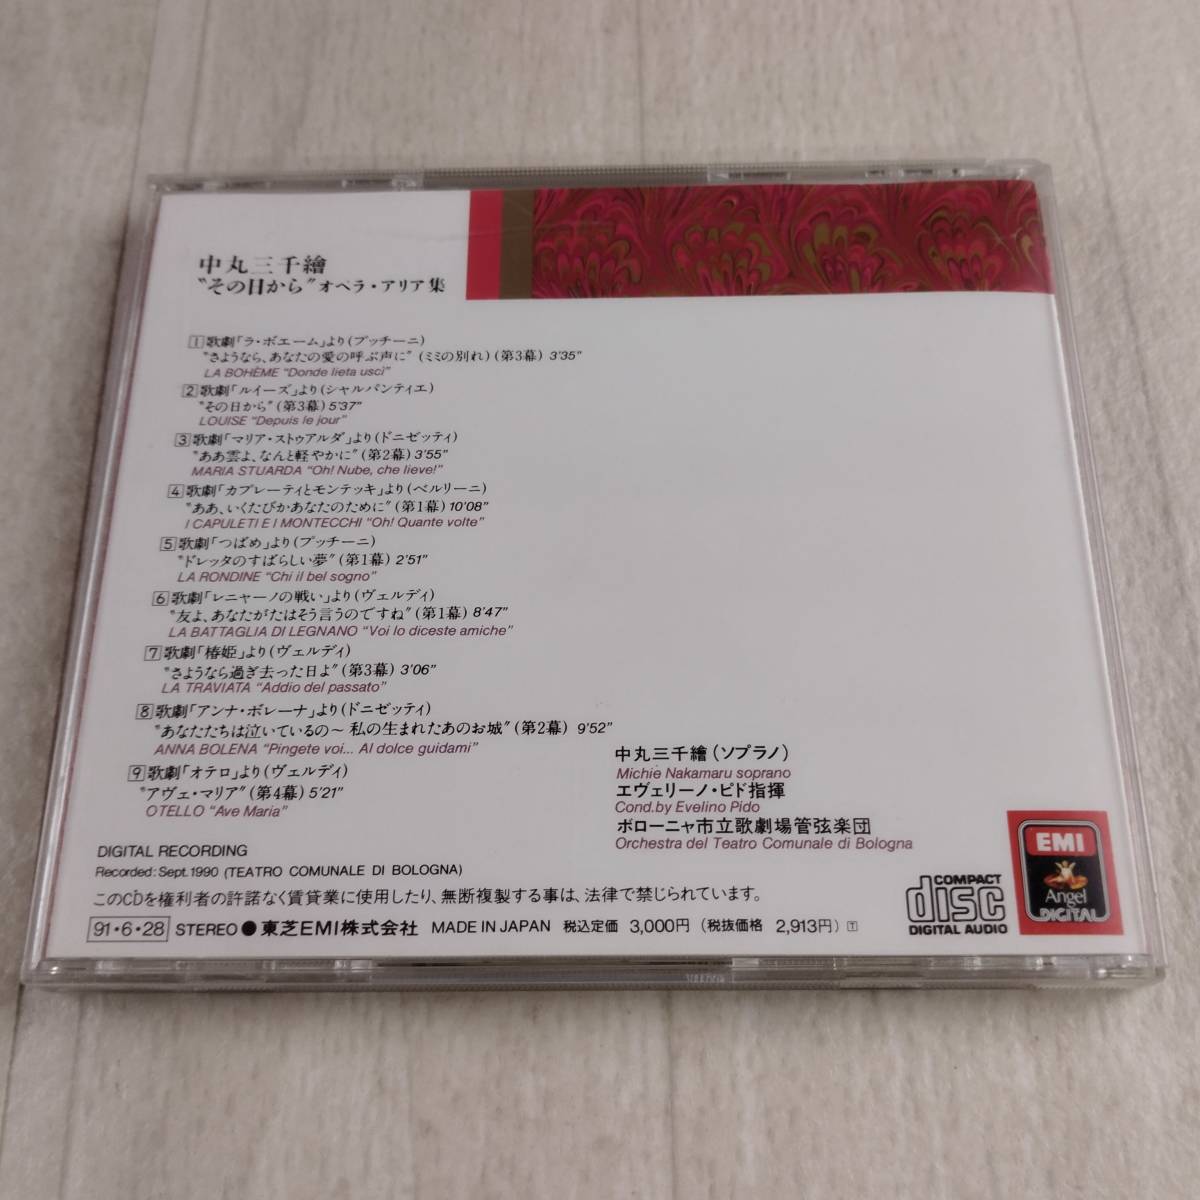 中丸三千繪
“その日から”オペラ・アリア集
1 歌劇「ラ・ボエーム」より(プッチーニ)
“さようなら、あなたの愛の呼ぶ声に”(ミミの別れ)(第3幕) 3'35"
LA BOHÈME “Donde lieta uscì”
2 歌劇「ルイーズ」より(シャルパンティエ)
“その日から”(第3幕) 5'37"
LOUISE “Depuis le jour”
3 歌劇「マリア・ストゥアルダ」より(ドニゼッティ)
“ああ雲よ、なんと軽やかに”(第2幕) 3'55"
MARIA STUARDA “Oh! Nube, che lieve!”
4 歌劇「カプレーティとモンテッキ」より(ベルリーニ)
“ああ、いくたびかあなたのために”(第1幕) 10'08"
I CAPULETI E I MONTECCHI “Oh! Quante volte”
5 歌劇「つばめ」より(プッチーニ)
“ドレッタのすばらしい夢”(第1幕) 2'51"
LA RONDINE “Chi il bel sogno”
6 歌劇「レニャーノの戦い」より(ヴェルディ)
“友よ、あなたがたはそう言うのですね”(第1幕) 8'47"
LA BATTAGLIA DI LEGNANO “Voi lo diceste amiche”
7 歌劇「椿姫」より(ヴェルディ)
“さようなら過ぎ去った日よ”(第3幕) 3'06"
LA TRAVIATA “Addio del passato”
8 歌劇「アンナ・ボレーナ」より(ドニゼッティ)
“あなたたちは泣いているの～私の生まれたあのお城”(第2幕) 9'52"
ANNA BOLENA “Pingete voi... Al dolce guidami”
9 歌劇「オテロ」より(ヴェルディ)
“アヴェ・マリア”(第4幕) 5'21"
OTELLO “Ave Maria”
中丸三千繪(ソプラノ)
Michie Nakamaru soprano
エヴェリーノ・ピド指揮
Cond. by Evelino Pido
ボローニャ市立歌劇場管弦楽団
Orchestra del Teatro Comunale di Bologna
DIGITAL RECORDING
Recorded: Sept. 1990 (TEATRO COMUNALE DI BOLOGNA)
このCDを権利者の許諾なく賃貸業に使用したり、無断複製する事は、法律で禁じられています。
91・6・28 STEREO ● 東芝EMI株式会社 MADE IN JAPAN 税込定価 3,000円(税抜価格 2,913円) T
COMPACT
disc
DIGITAL AUDIO
EMI
Angel
DIGITAL